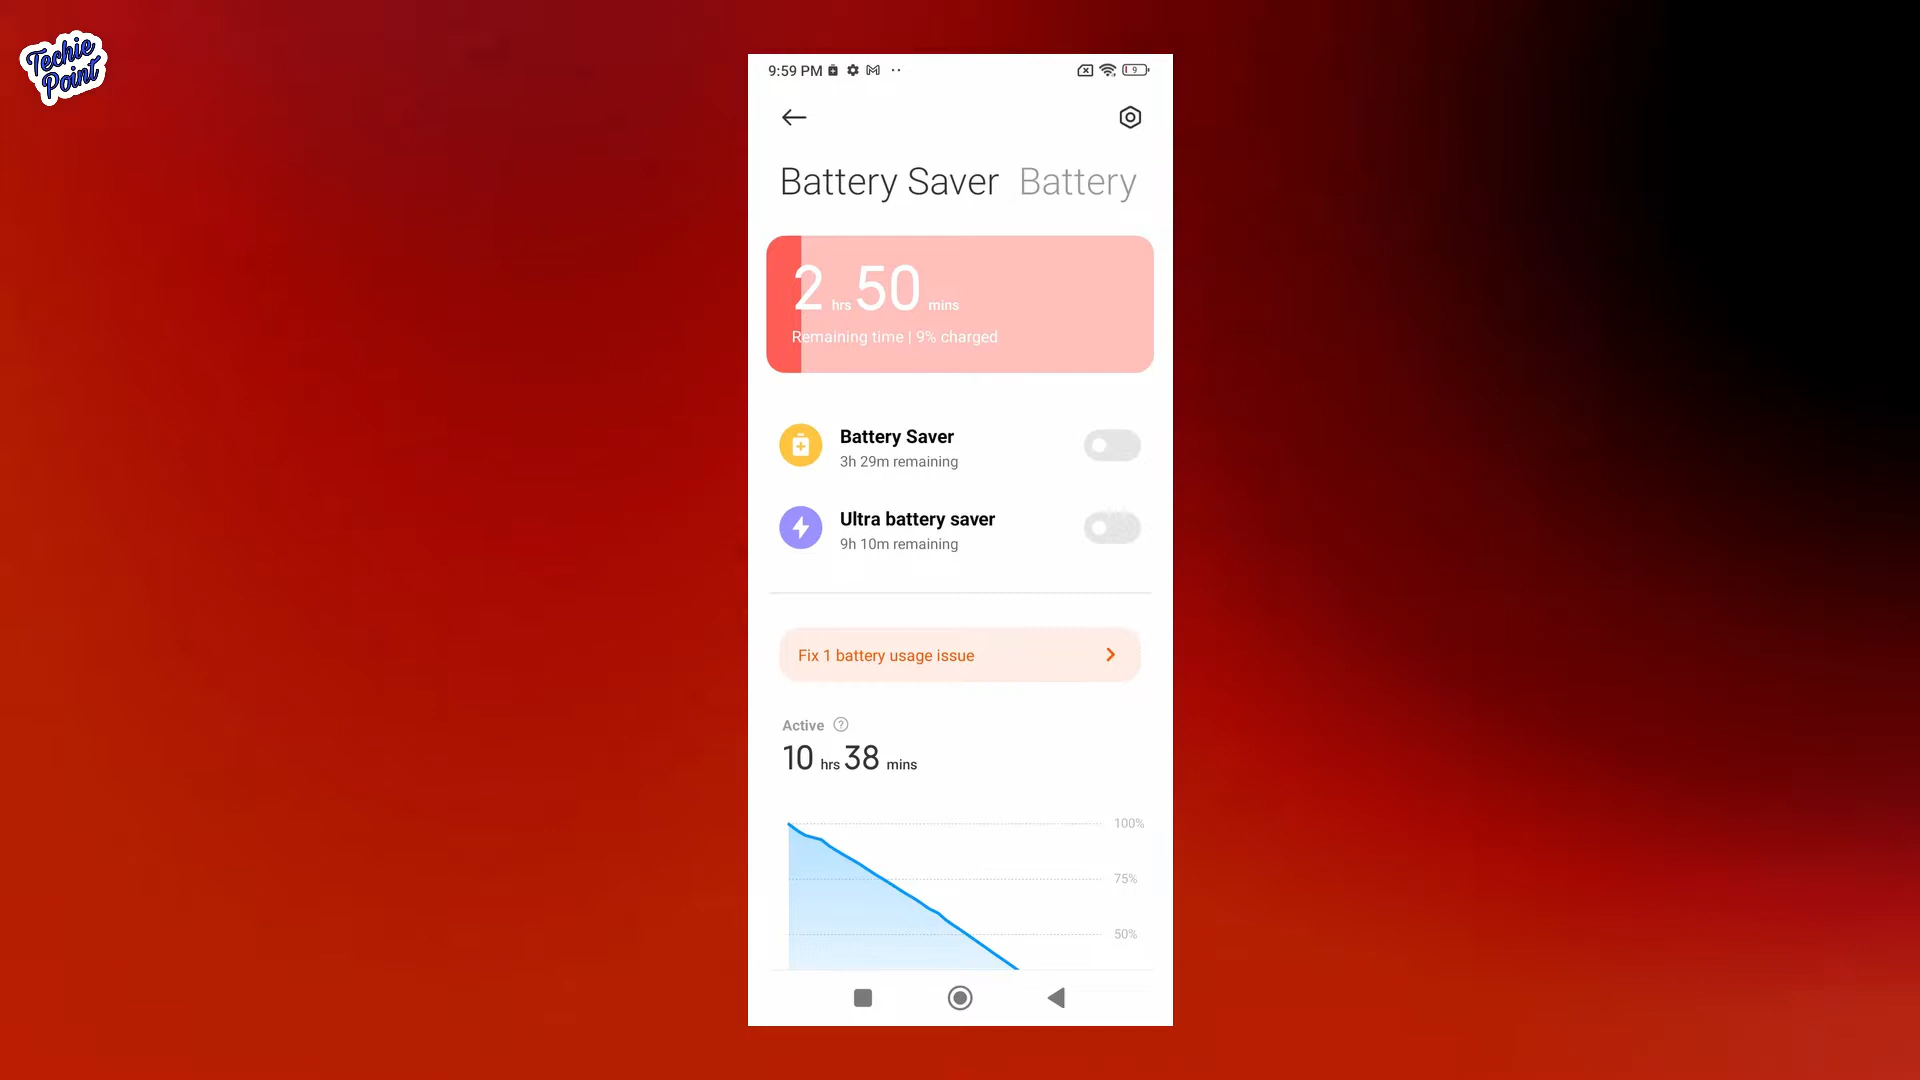 Techie
Point
9:59 PM
9
Battery Saver Battery
2 hrs 50 mins
Remaining time | 9% charged
Battery Saver
3h 29m remaining
Ultra battery saver
9h 10m remaining
Fix 1 battery usage issue
Active ?
10 hrs 38 mins
100%
75%
50%